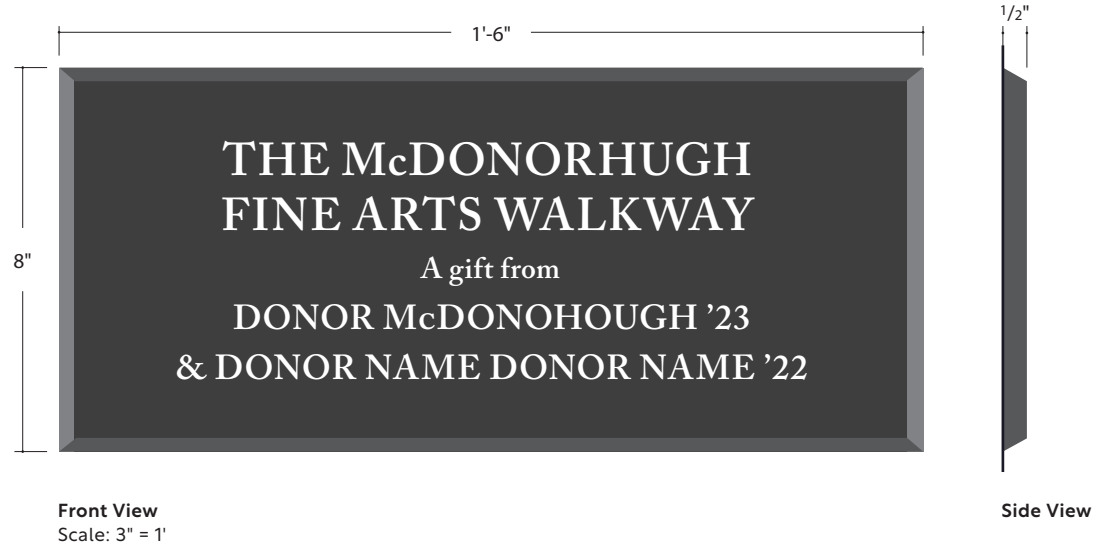 1'-6"
1/2"
8"
THE McDONORHUGH
FINE ARTS WALKWAY
A gift from
DONOR McDONOHOUGH ’23
& DONOR NAME DONOR NAME ’22
Front View
Scale: 3" = 1'
Side View